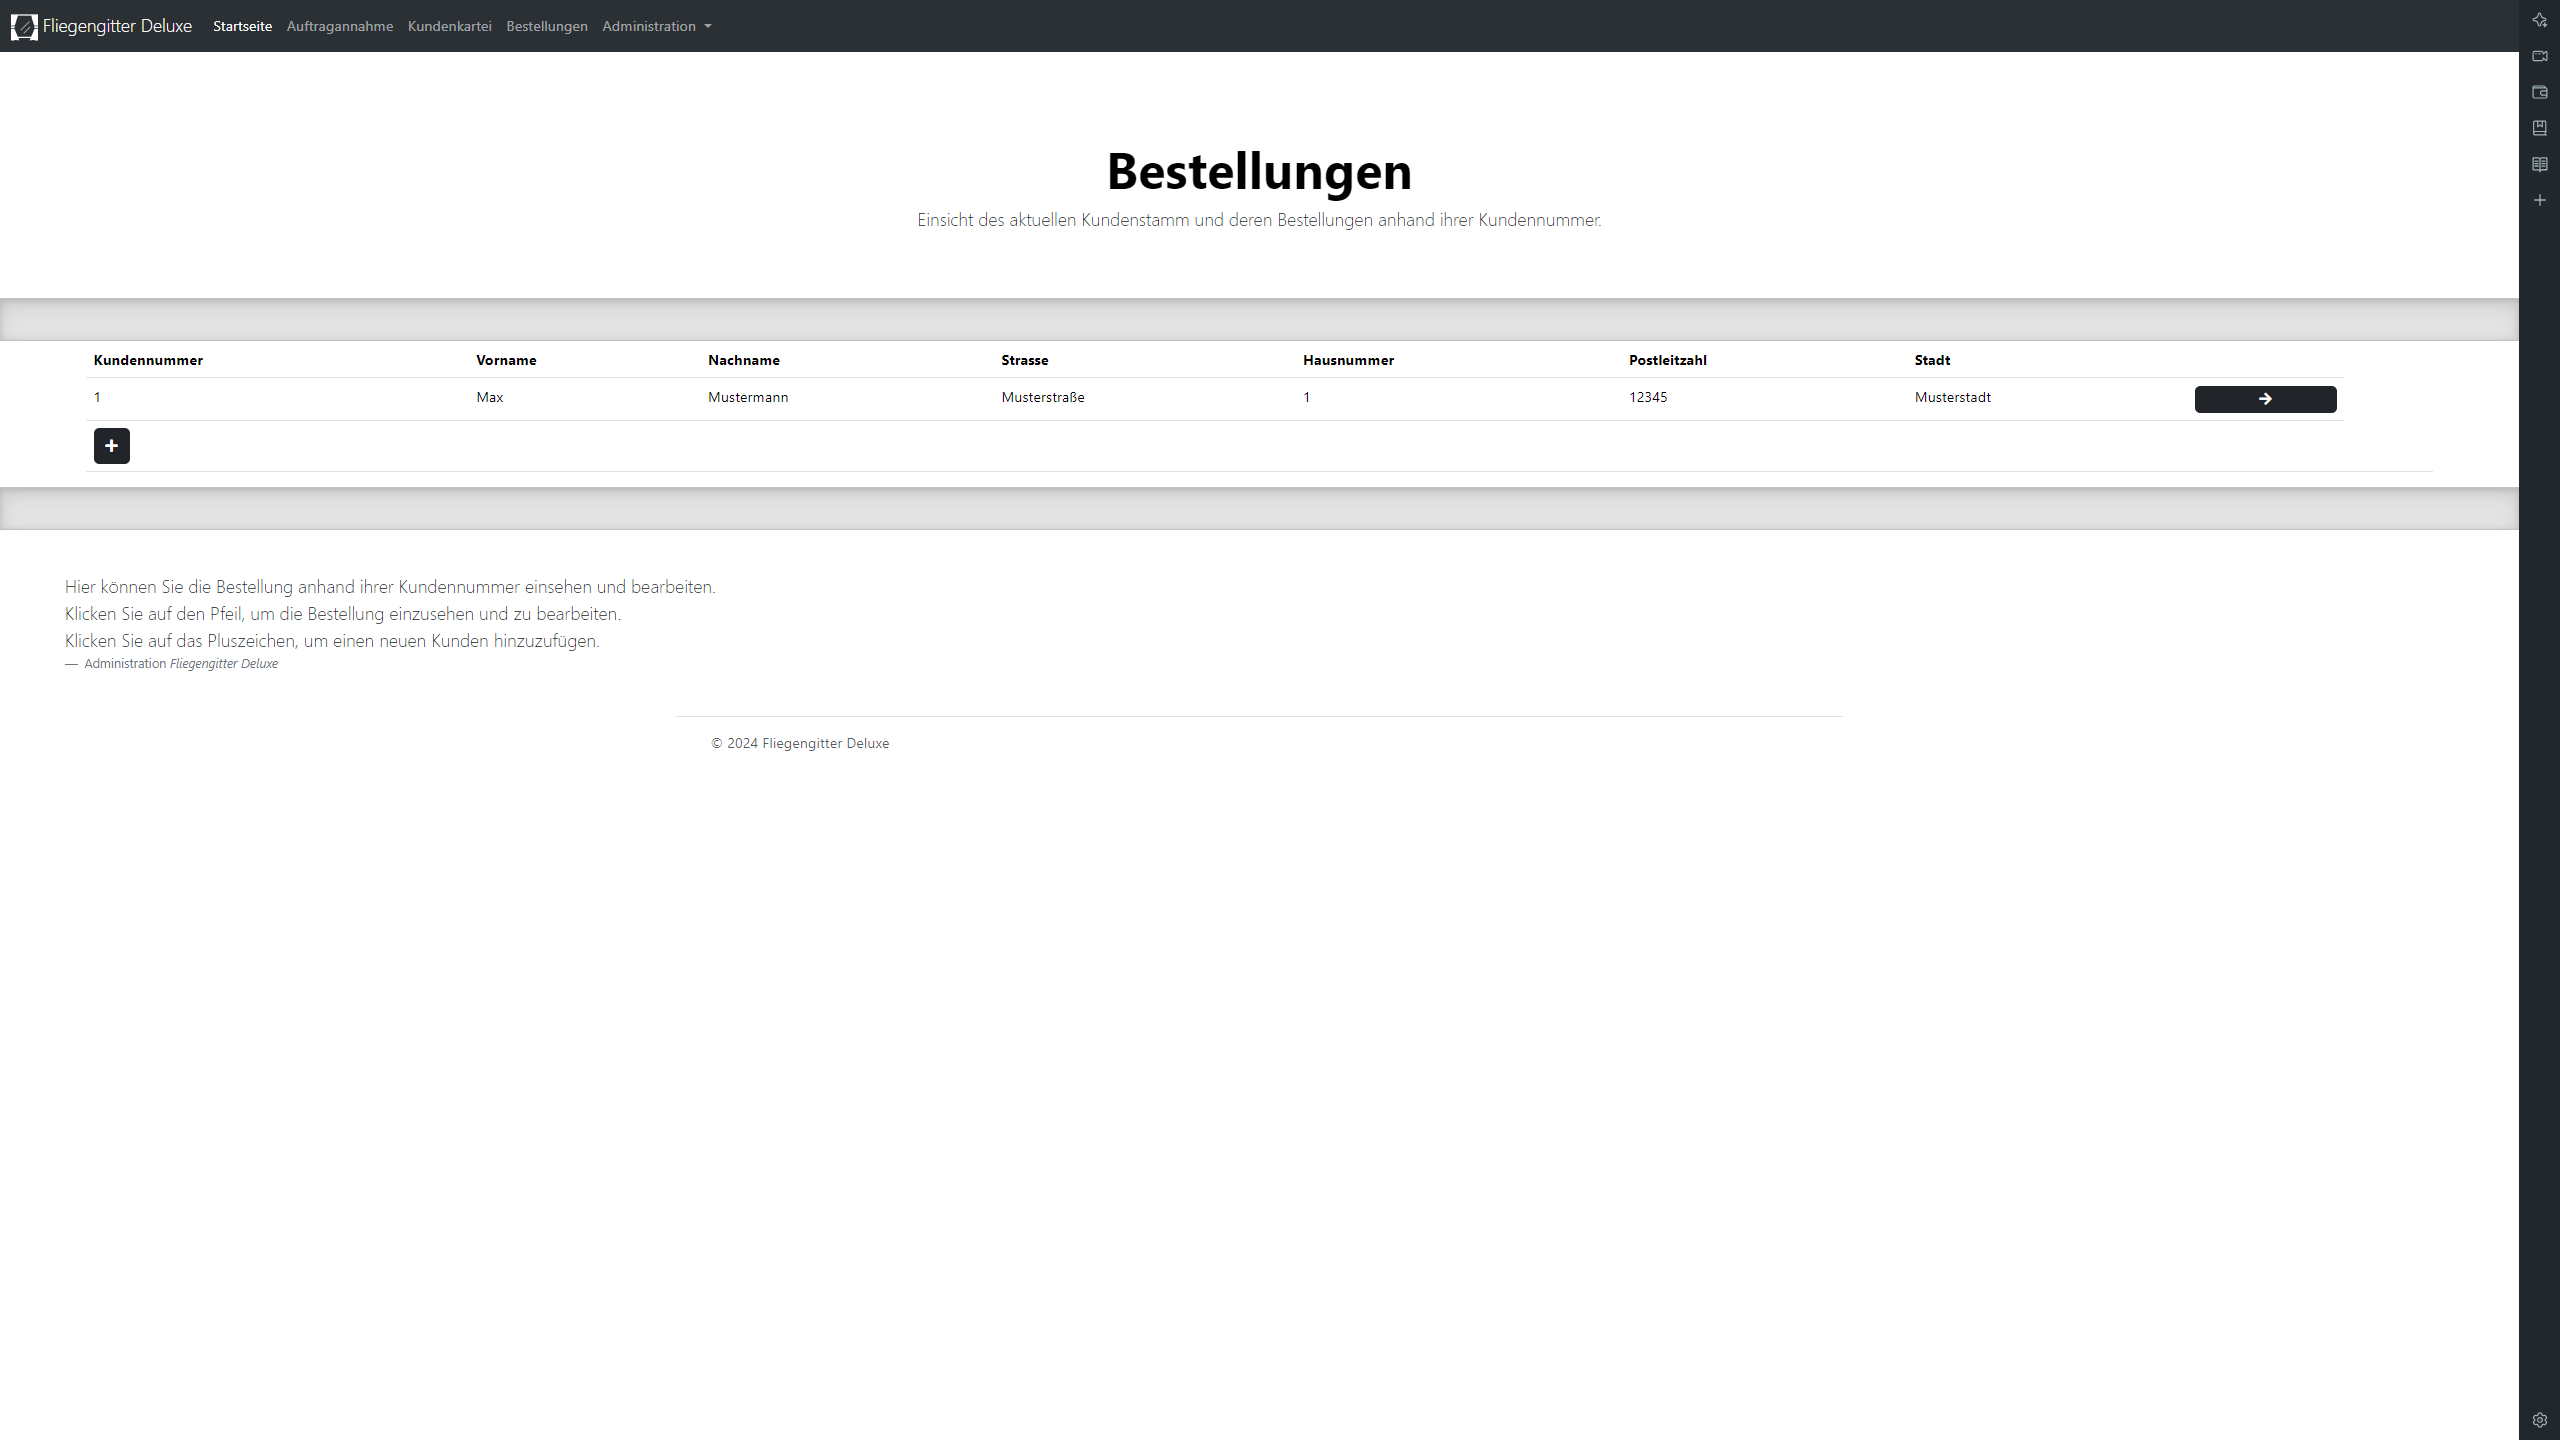 Fliegengitter Deluxe Startseite Auftragannahme Kundenkartei Bestellungen Administration
Bestellungen
Einsicht des aktuellen Kundenstamm und deren Bestellungen anhand ihrer Kundennummer.
Kundennummer Vorname Nachname Strasse Hausnummer Postleitzahl Stadt
1 Max Mustermann Musterstraße 1 12345 Musterstadt
Hier können Sie die Bestellung anhand ihrer Kundennummer einsehen und bearbeiten.
Klicken Sie auf den Pfeil, um die Bestellung einzusehen und zu bearbeiten.
Klicken Sie auf das Pluszeichen, um einen neuen Kunden hinzuzufügen.
— Administration Fliegengitter Deluxe
© 2024 Fliegengitter Deluxe